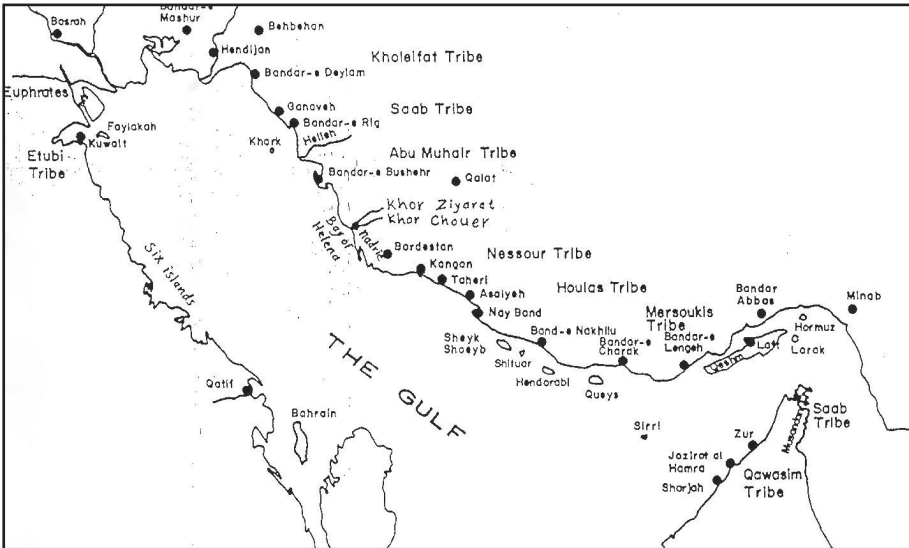 Bandar-e
Mashur
Basrah
Behbehan
Hendijan
Kholeifat Tribe
Bandar-e Deylam
Euphrates
Ganaveh
Saab Tribe
Bandar-e Rig
Faylakah
Kuwait
Khark
Helleh
Etubi
Tribe
Abu Muhair Tribe
Bandar-e Bushehr
Qalat
Khor Ziyarat
Khor Chouer
Bay of
Helena
Nadric
Bordestan
Nessour Tribe
Kangan
Taheri
Asaiyeh
Houlas Tribe
Nay Band
Six islands
Sheyk
Shoeyb
Shituar
Band-e Nakhilu
Hendorabi
Queys
Bandar-e
Charak
Mersoukis
Tribe
Bandar-e
Lengeh
Bandar
Abbas
Minab
Hormuz
Larak
Laft
Qeshm
THE GULF
Qatif
Bahrain
Sirri
Musandam
Saab
Tribe
Zur
Jazirat al
Hamra
Sharjah
Qawasim
Tribe